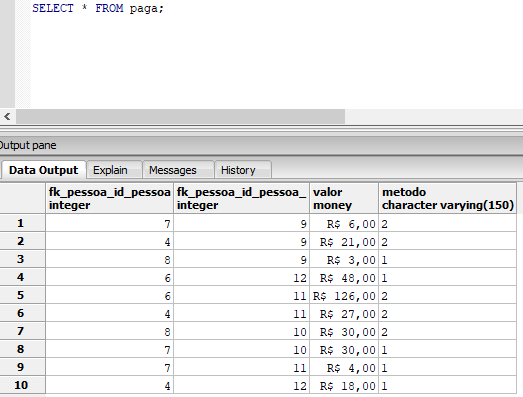 SELECT * FROM paga;
Output pane
Data Output Explain Messages History
fk_pessoa_id_pessoa fk_pessoa_id_pessoa_ valor metodo
integer integer money character varying(150)
1 7 9 R$ 6,00 2
2 4 9 R$ 21,00 2
3 8 9 R$ 3,00 1
4 6 12 R$ 48,00 1
5 6 11 R$ 126,00 2
6 4 11 R$ 27,00 2
7 8 10 R$ 30,00 2
8 7 10 R$ 30,00 1
9 7 11 R$ 4,00 1
10 4 12 R$ 18,00 1